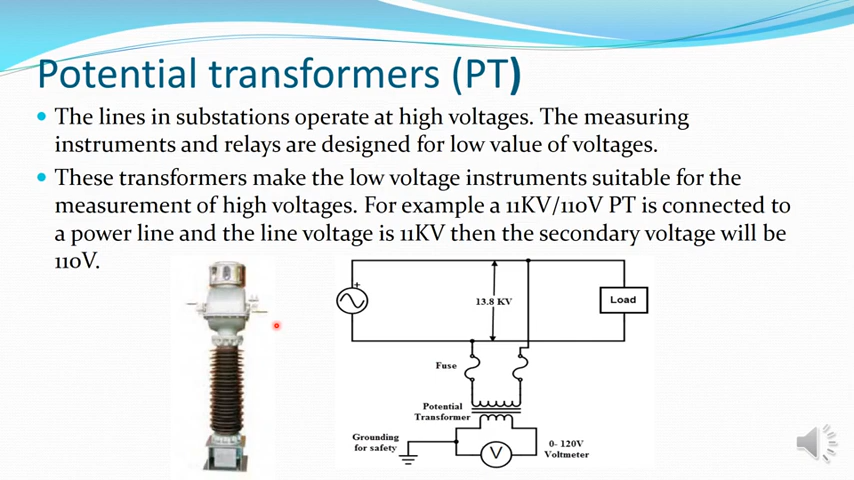 Potential transformers (PT)
The lines in substations operate at high voltages. The measuring
instruments and relays are designed for low value of voltages.
These transformers make the low voltage instruments suitable for the
measurement of high voltages. For example a 11KV/110V PT is connected to
a power line and the line voltage is 11KV then the secondary voltage will be
110V.
+
13.8 KV
Load
Fuse
Potential
Transformer
Grounding
for safety
V
0- 120V
Voltmeter